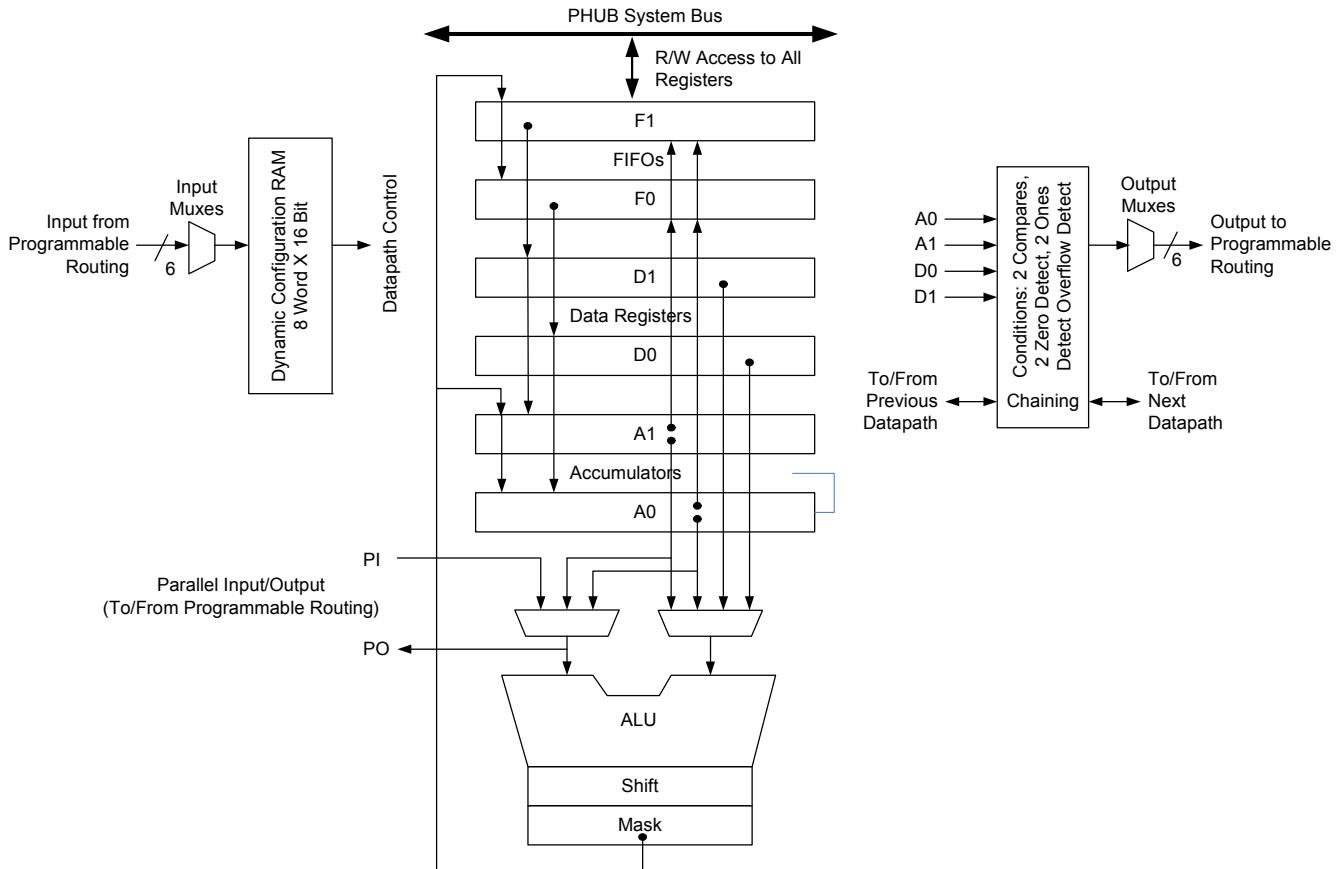 PHUB System Bus
R/W Access to All
Registers
F1
FIFOs
F0
D1
Data Registers
D0
A1
Accumulators
A0
Input from
Programmable
Routing
6
Input
Muxes
Dynamic Configuration RAM
8 Word X 16 Bit
Datapath Control
PI
Parallel Input/Output
(To/From Programmable Routing)
PO
ALU
Shift
Mask
A0
A1
D0
D1
Conditions: 2 Compares,
2 Zero Detect, 2 Ones
Detect Overflow Detect
Chaining
To/From
Previous
Datapath
To/From
Next
Datapath
Output
Muxes
6
Output to
Programmable
Routing